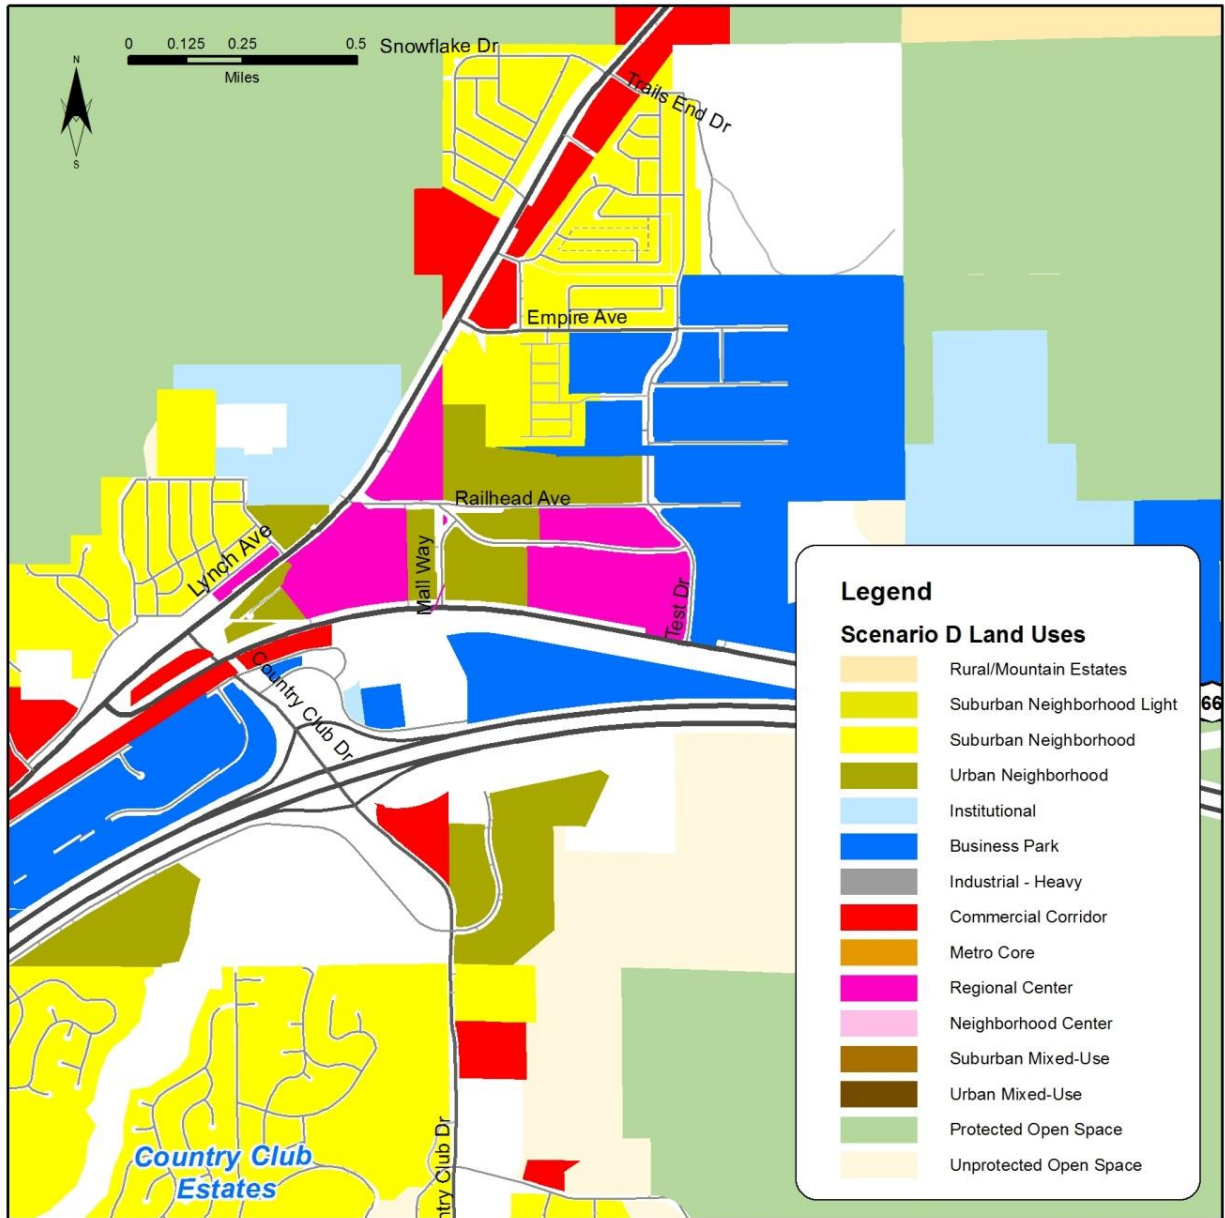 0 0.125 0.25 0.5
Miles
N
S
Snowflake Dr
Trails End Dr
Empire Ave
Railhead Ave
Lynch Ave
Mall Way
Test Dr
Country Club Dr
66
Country Club
Estates
ntry Club Dr
Legend
Scenario D Land Uses
Rural/Mountain Estates
Suburban Neighborhood Light
Suburban Neighborhood
Urban Neighborhood
Institutional
Business Park
Industrial - Heavy
Commercial Corridor
Metro Core
Regional Center
Neighborhood Center
Suburban Mixed-Use
Urban Mixed-Use
Protected Open Space
Unprotected Open Space